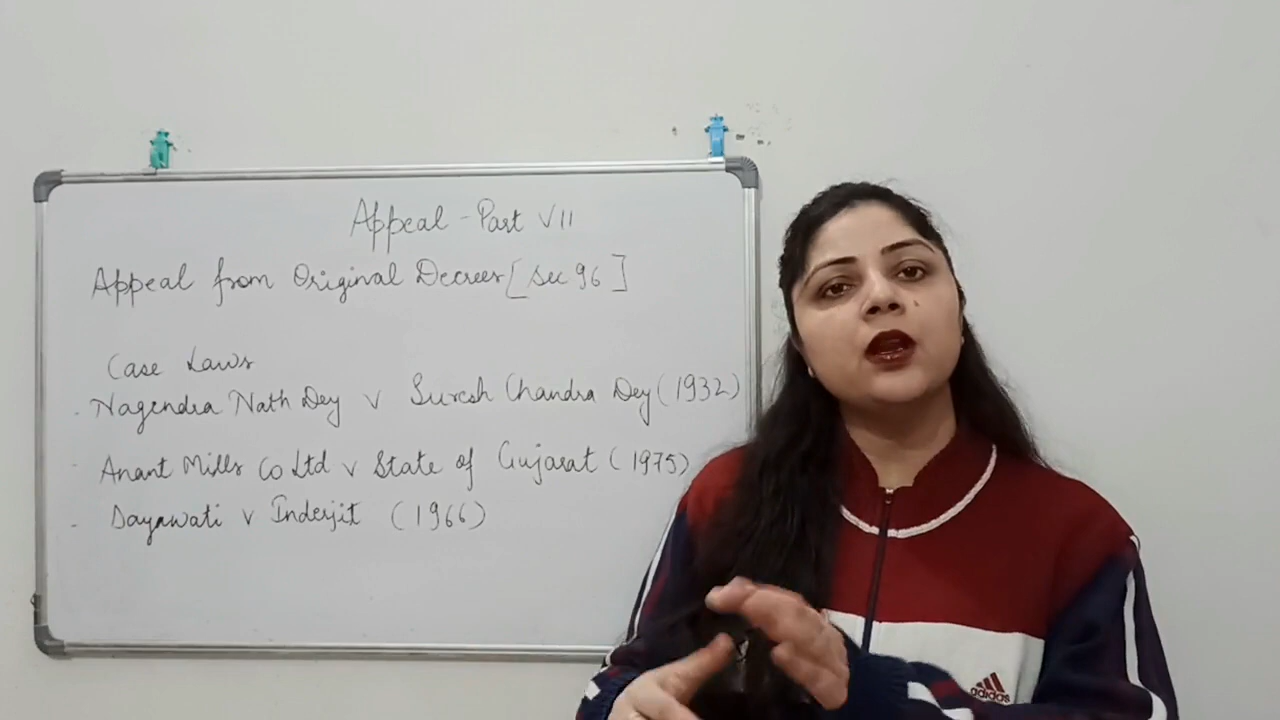 Appeal - Part VII
Appeal from Original Decrees [Sec 96]
Case Laws
- Nagendra Nath Dey v Suresh Chandra Dey (1932)
- Anant Mills Co Ltd v State of Gujarat (1975)
- Dayawati v Inderjit (1966)
adidas